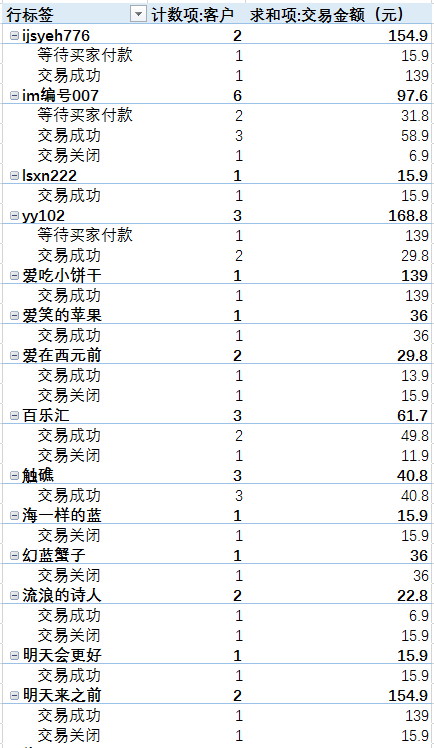 行标签 计数项:客户 求和项:交易金额（元）
ijsyeh776 2 154.9
等待买家付款 1 15.9
交易成功 1 139
im编号007 6 97.6
等待买家付款 2 31.8
交易成功 3 58.9
交易关闭 1 6.9
lsxn222 1 15.9
交易成功 1 15.9
yy102 3 168.8
等待买家付款 1 139
交易成功 2 29.8
爱吃小饼干 1 139
交易成功 1 139
爱笑的苹果 1 36
交易成功 1 36
爱在西元前 2 29.8
交易成功 1 13.9
交易关闭 1 15.9
百乐汇 3 61.7
交易成功 2 49.8
交易关闭 1 11.9
触礁 3 40.8
交易成功 3 40.8
海一样的蓝 1 15.9
交易关闭 1 15.9
幻蓝蟹子 1 36
交易关闭 1 36
流浪的诗人 2 22.8
交易成功 1 6.9
交易关闭 1 15.9
明天会更好 1 15.9
交易成功 1 15.9
明天来之前 2 154.9
交易成功 1 139
交易关闭 1 15.9